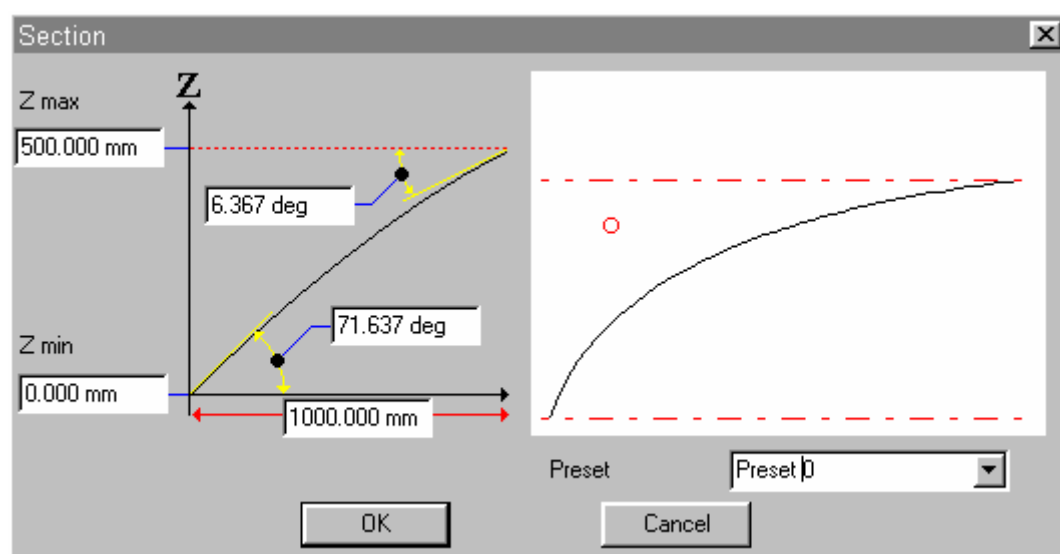 Section
Z
Z max
500.000 mm
6.367 deg
71.637 deg
Z min
0.000 mm
1000.000 mm
Preset
Preset 0
OK
Cancel